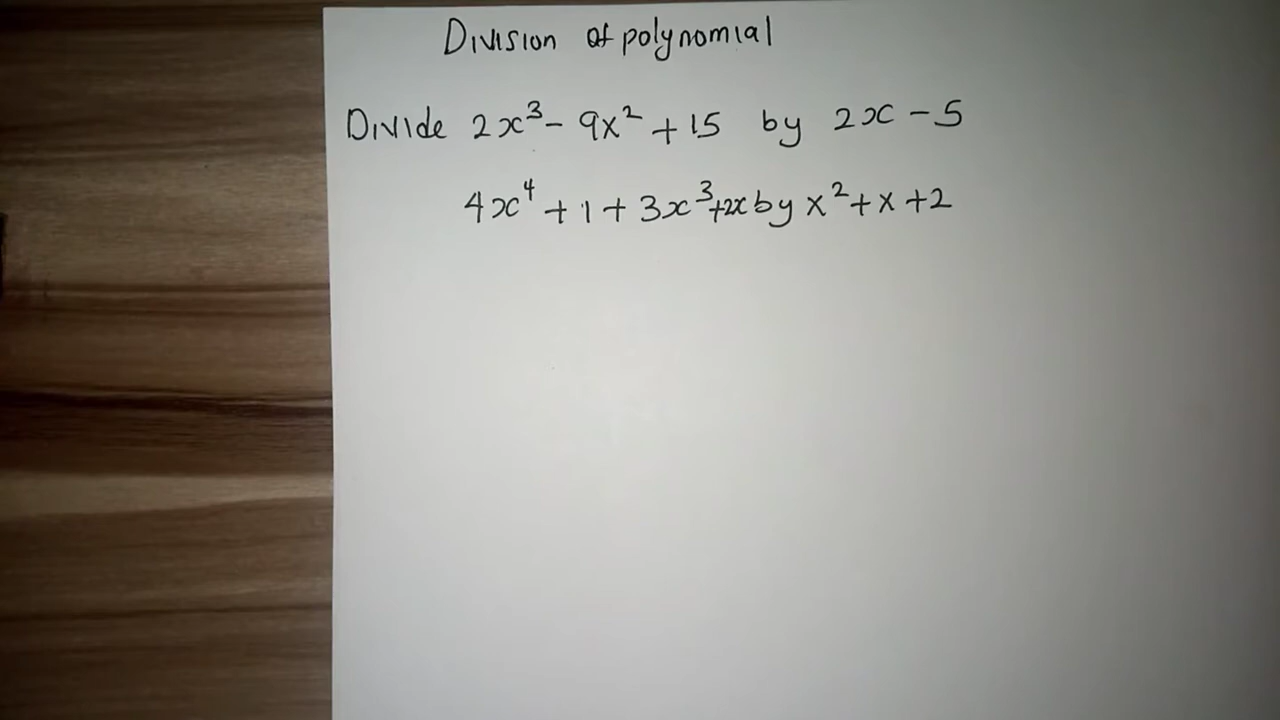 Division of polynomial
Divide 2x³ - 9x² + 15 by 2x - 5
4x⁴ + 1 + 3x³ + 2x by x² + x + 2